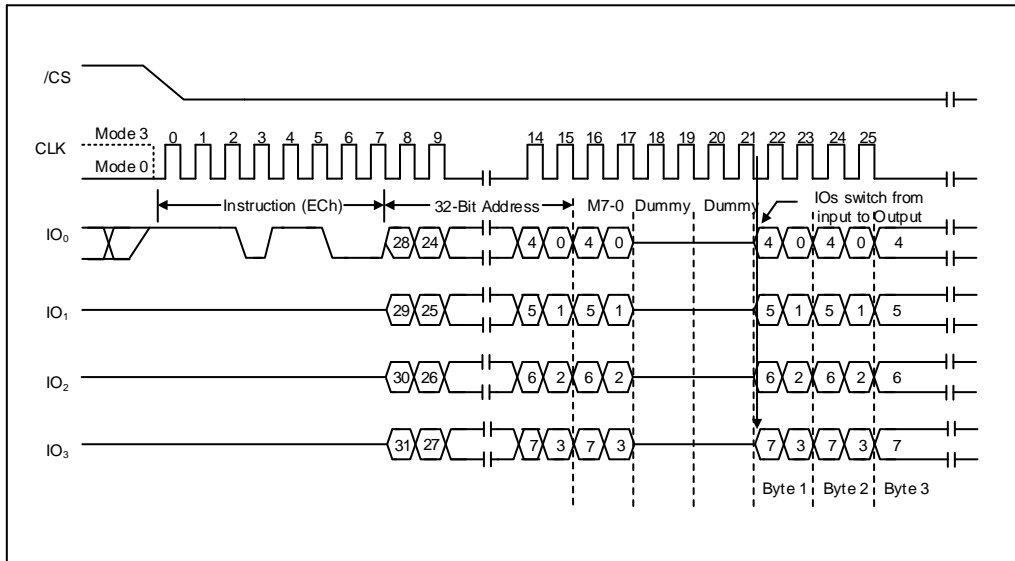 /CS
Mode 3
CLK
Mode 0
0 1 2 3 4 5 6 7 8 9 14 15 16 17 18 19 20 21 22 23 24 25
Instruction (ECh) 32-Bit Address M7-0 Dummy Dummy
IOs switch from
input to Output
IO0 28 24 4 0 4 0 4 0 4 0 4
IO1 29 25 5 1 5 1 5 1 5 1 5
IO2 30 26 6 2 6 2 6 2 6 2 6
IO3 31 27 7 3 7 3 7 3 7 3 7
Byte 1 Byte 2 Byte 3